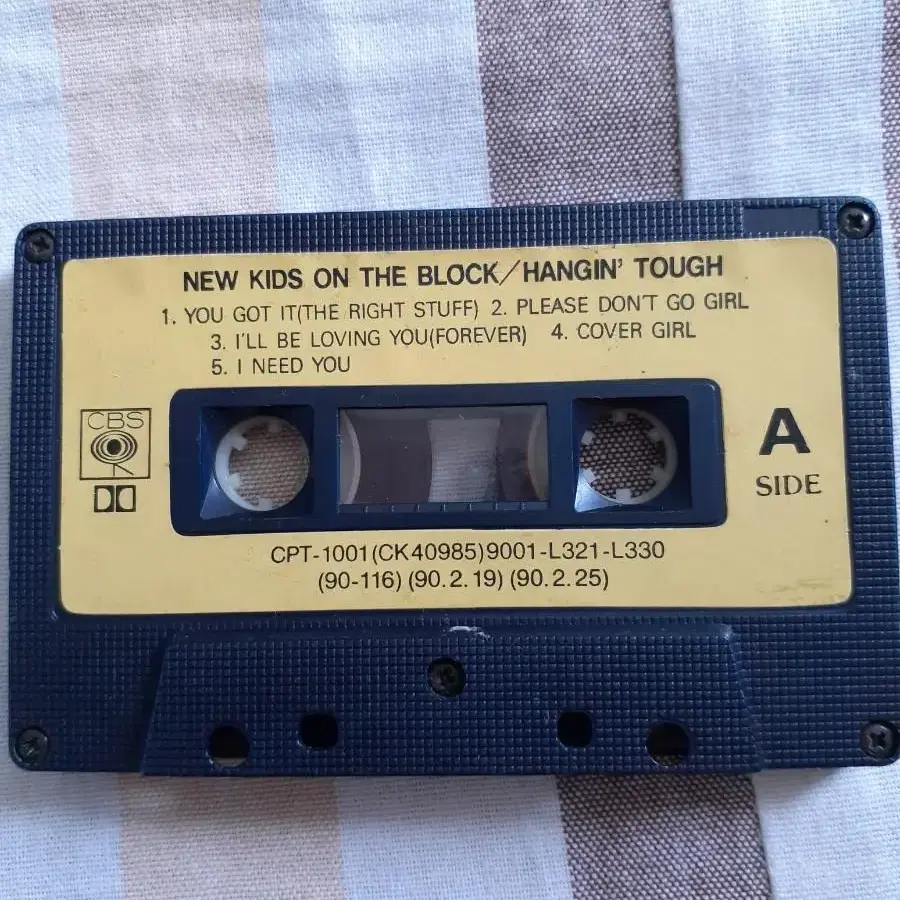 NEW KIDS ON THE BLOCK/HANGIN' TOUGH
1. YOU GOT IT(THE RIGHT STUFF) 2. PLEASE DON'T GO GIRL
3. I'LL BE LOVING YOU(FOREVER) 4. COVER GIRL
5. I NEED YOU
CBS
A
SIDE
CPT-1001(CK40985)9001-L321-L330
(90-116)(90.2.19)(90.2.25)